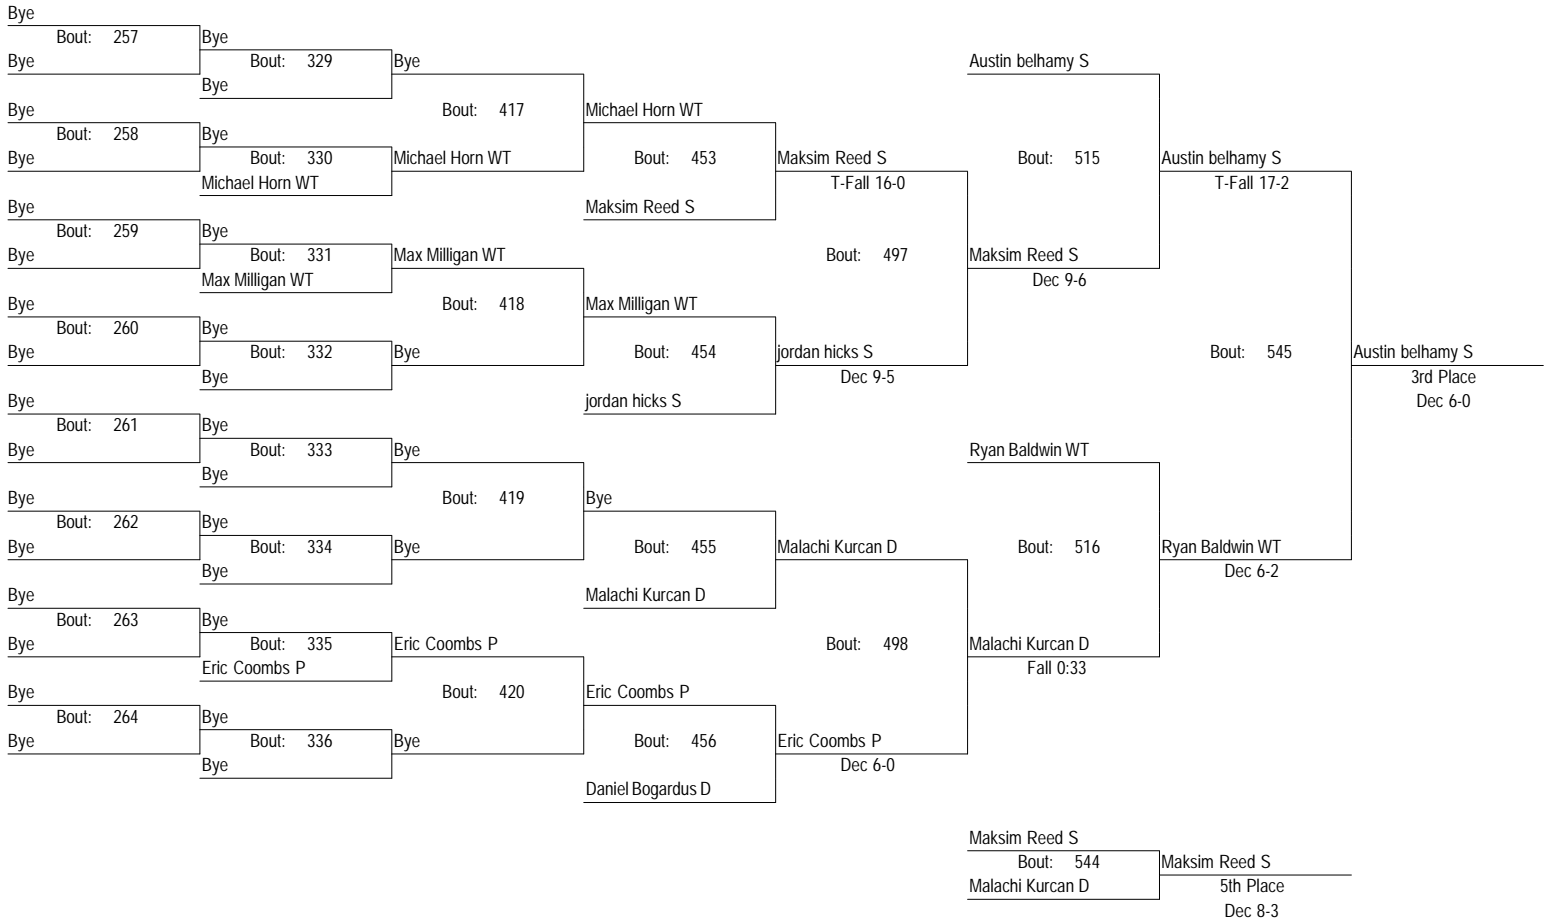 Bye
Bout: 257 Bye
Bye Bout: 329 Bye Austin belhamy S
Bye
Bye Bout: 417 Michael Horn WT
Bout: 258 Bye
Bye Bout: 330 Michael Horn WT Bout: 453 Maksim Reed S Bout: 515 Austin belhamy S
Michael Horn WT T-Fall 16-0 T-Fall 17-2
Bye Maksim Reed S
Bout: 259 Bye
Bye Bout: 331 Max Milligan WT Bout: 497 Maksim Reed S
Max Milligan WT Dec 9-6
Bye Bout: 418 Max Milligan WT
Bout: 260 Bye
Bye Bout: 332 Bye Bout: 454 jordan hicks S Bout: 545 Austin belhamy S
Bye Dec 9-5 3rd Place
Bye jordan hicks S Dec 6-0
Bout: 261 Bye
Bye Bout: 333 Bye Ryan Baldwin WT
Bye
Bye Bout: 419 Bye
Bout: 262 Bye
Bye Bout: 334 Bye Bout: 455 Malachi Kurcan D Bout: 516 Ryan Baldwin WT
Bye Dec 6-2
Bye Malachi Kurcan D
Bout: 263 Bye
Bye Bout: 335 Eric Coombs P Bout: 498 Malachi Kurcan D
Eric Coombs P Fall 0:33
Bye Bout: 420 Eric Coombs P
Bout: 264 Bye
Bye Bout: 336 Bye Bout: 456 Eric Coombs P
Bye Dec 6-0
Daniel Bogardus D
Maksim Reed S
Bout: 544 Maksim Reed S
Malachi Kurcan D 5th Place
Dec 8-3